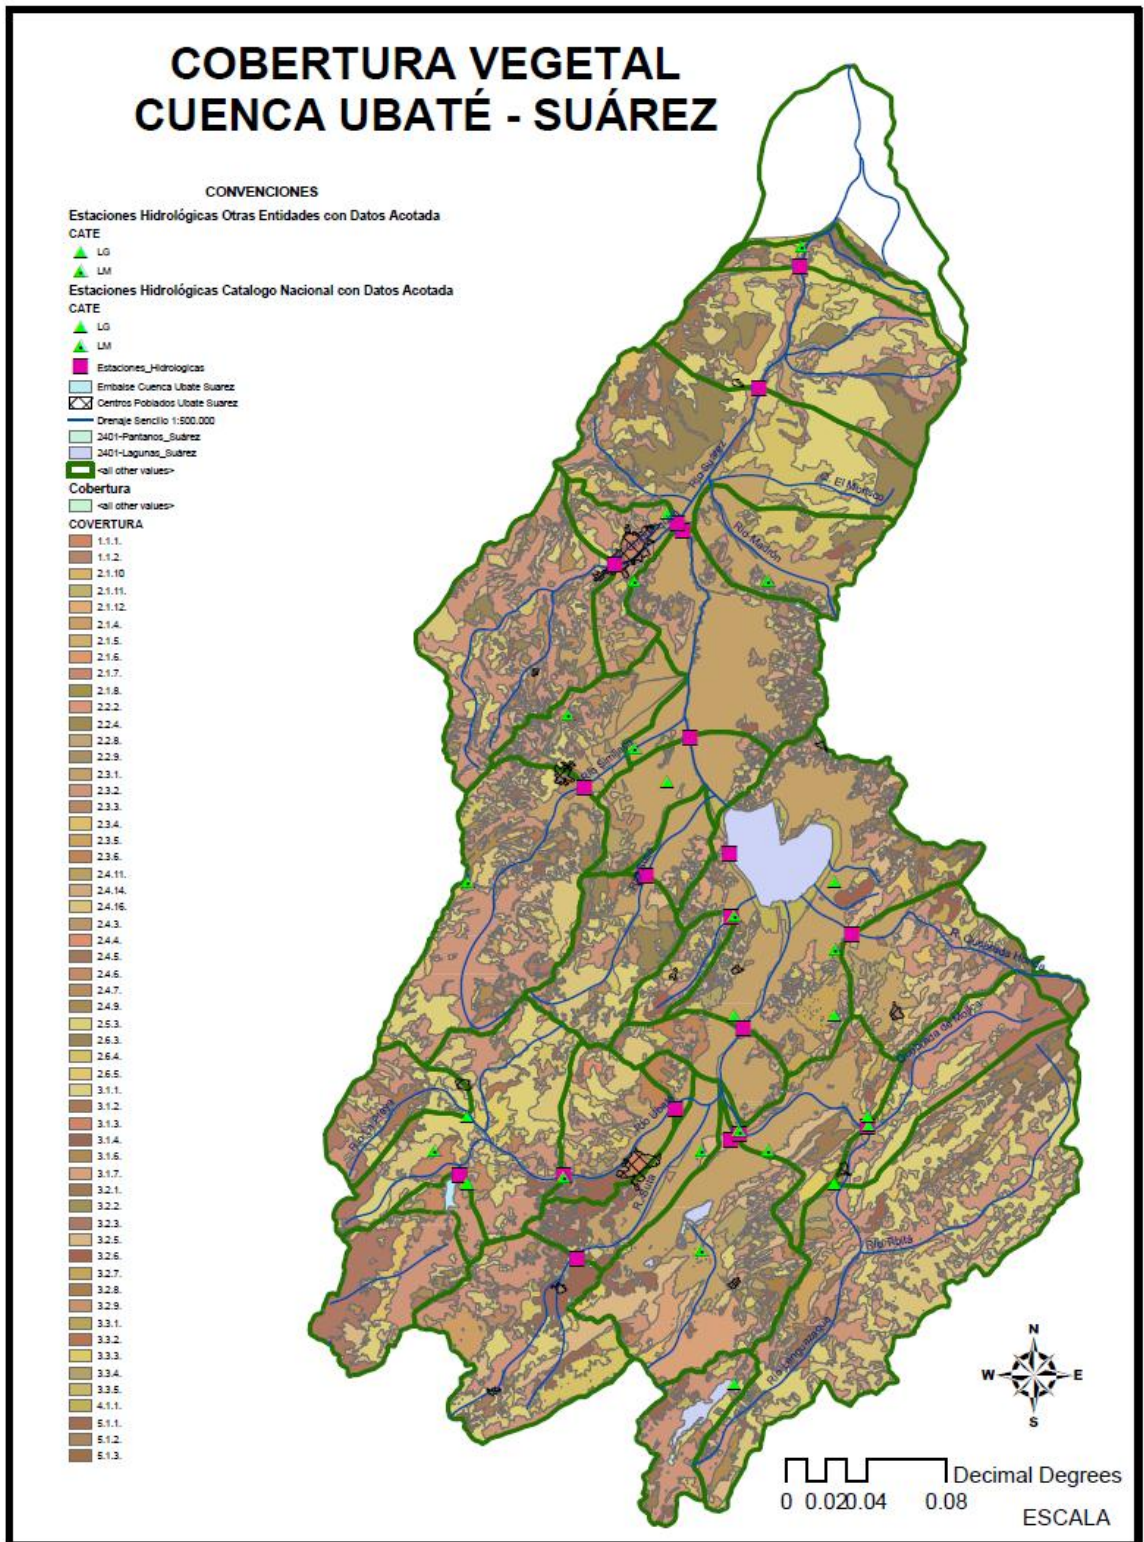 COBERTURA VEGETAL
CUENCA UBATÉ - SUÁREZ
CONVENCIONES
Estaciones Hidrológicas Otras Entidades con Datos Acotada
CATE
LG
LM
Estaciones Hidrológicas Catalogo Nacional con Datos Acotada
CATE
LG
LM
Estaciones_Hidrologicas
Embalse Cuenca Ubate Suarez
Centros Poblados Ubate Suarez
Drenaje Sencillo 1:500.000
2401-Pantanos_Suárez
2401-Lagunas_Suárez
<all other values>
Cobertura
<all other values>
COVERTURA
1.1.1.
1.1.2.
2.1.10
2.1.11.
2.1.12.
2.1.4.
2.1.5.
2.1.6.
2.1.7.
2.1.8.
2.2.2.
2.2.4.
2.2.8.
2.2.9.
2.3.1.
2.3.2.
2.3.3.
2.3.4.
2.3.5.
2.3.6.
2.4.11.
2.4.14.
2.4.16.
2.4.3.
2.4.4.
2.4.5.
2.4.6.
2.4.7.
2.4.9.
2.5.3.
2.6.3.
2.6.4.
2.6.5.
3.1.1.
3.1.2.
3.1.3.
3.1.4.
3.1.6.
3.1.7.
3.2.1.
3.2.2.
3.2.3.
3.2.5.
3.2.6.
3.2.7.
3.2.8.
3.2.9.
3.3.1.
3.3.2.
3.3.3.
3.3.4.
3.3.5.
4.1.1.
5.1.1.
5.1.2.
5.1.3.
Río Suárez
Q. El
Río Madrón
Río Simijaca
R.
Quebrada de
Río Ubaté
R. Suta
Río
Río Lenguazaque
N
W E
S
0 0.02 0.04 0.08
Decimal Degrees
ESCALA